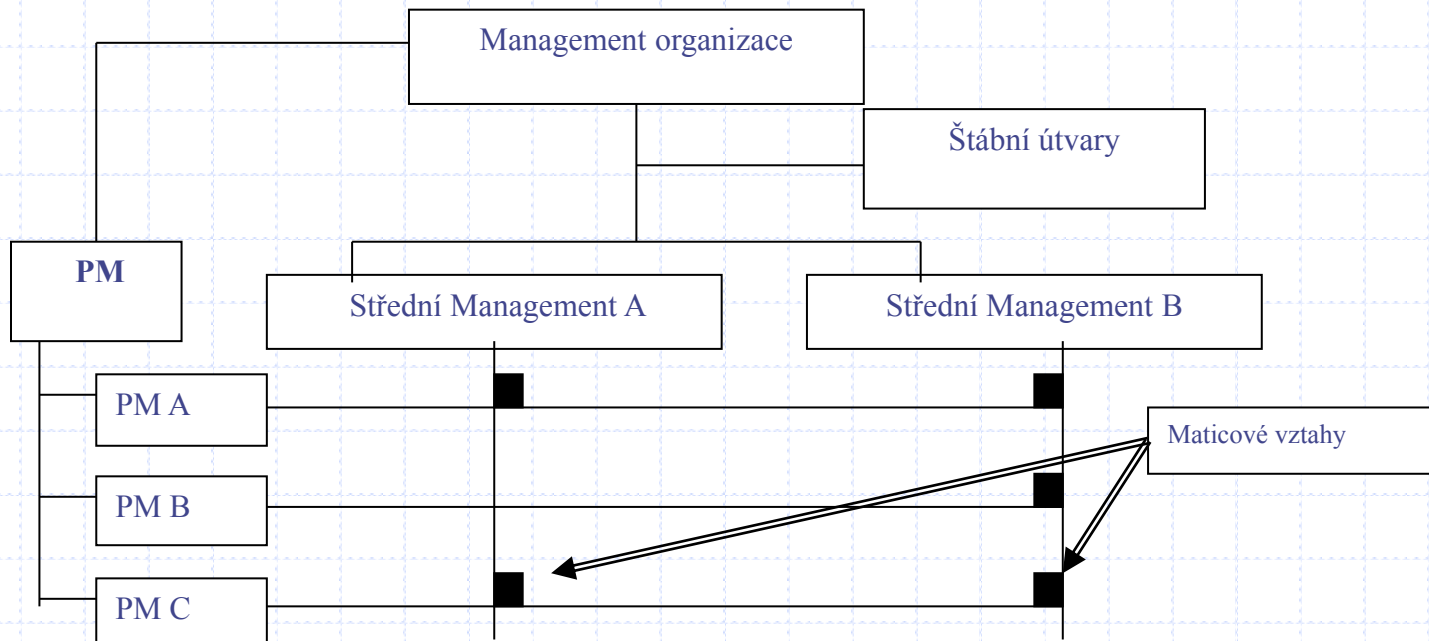 Management organizace
Štábní útvary
PM
Střední Management A
Střední Management B
PM A
Maticové vztahy
PM B
PM C